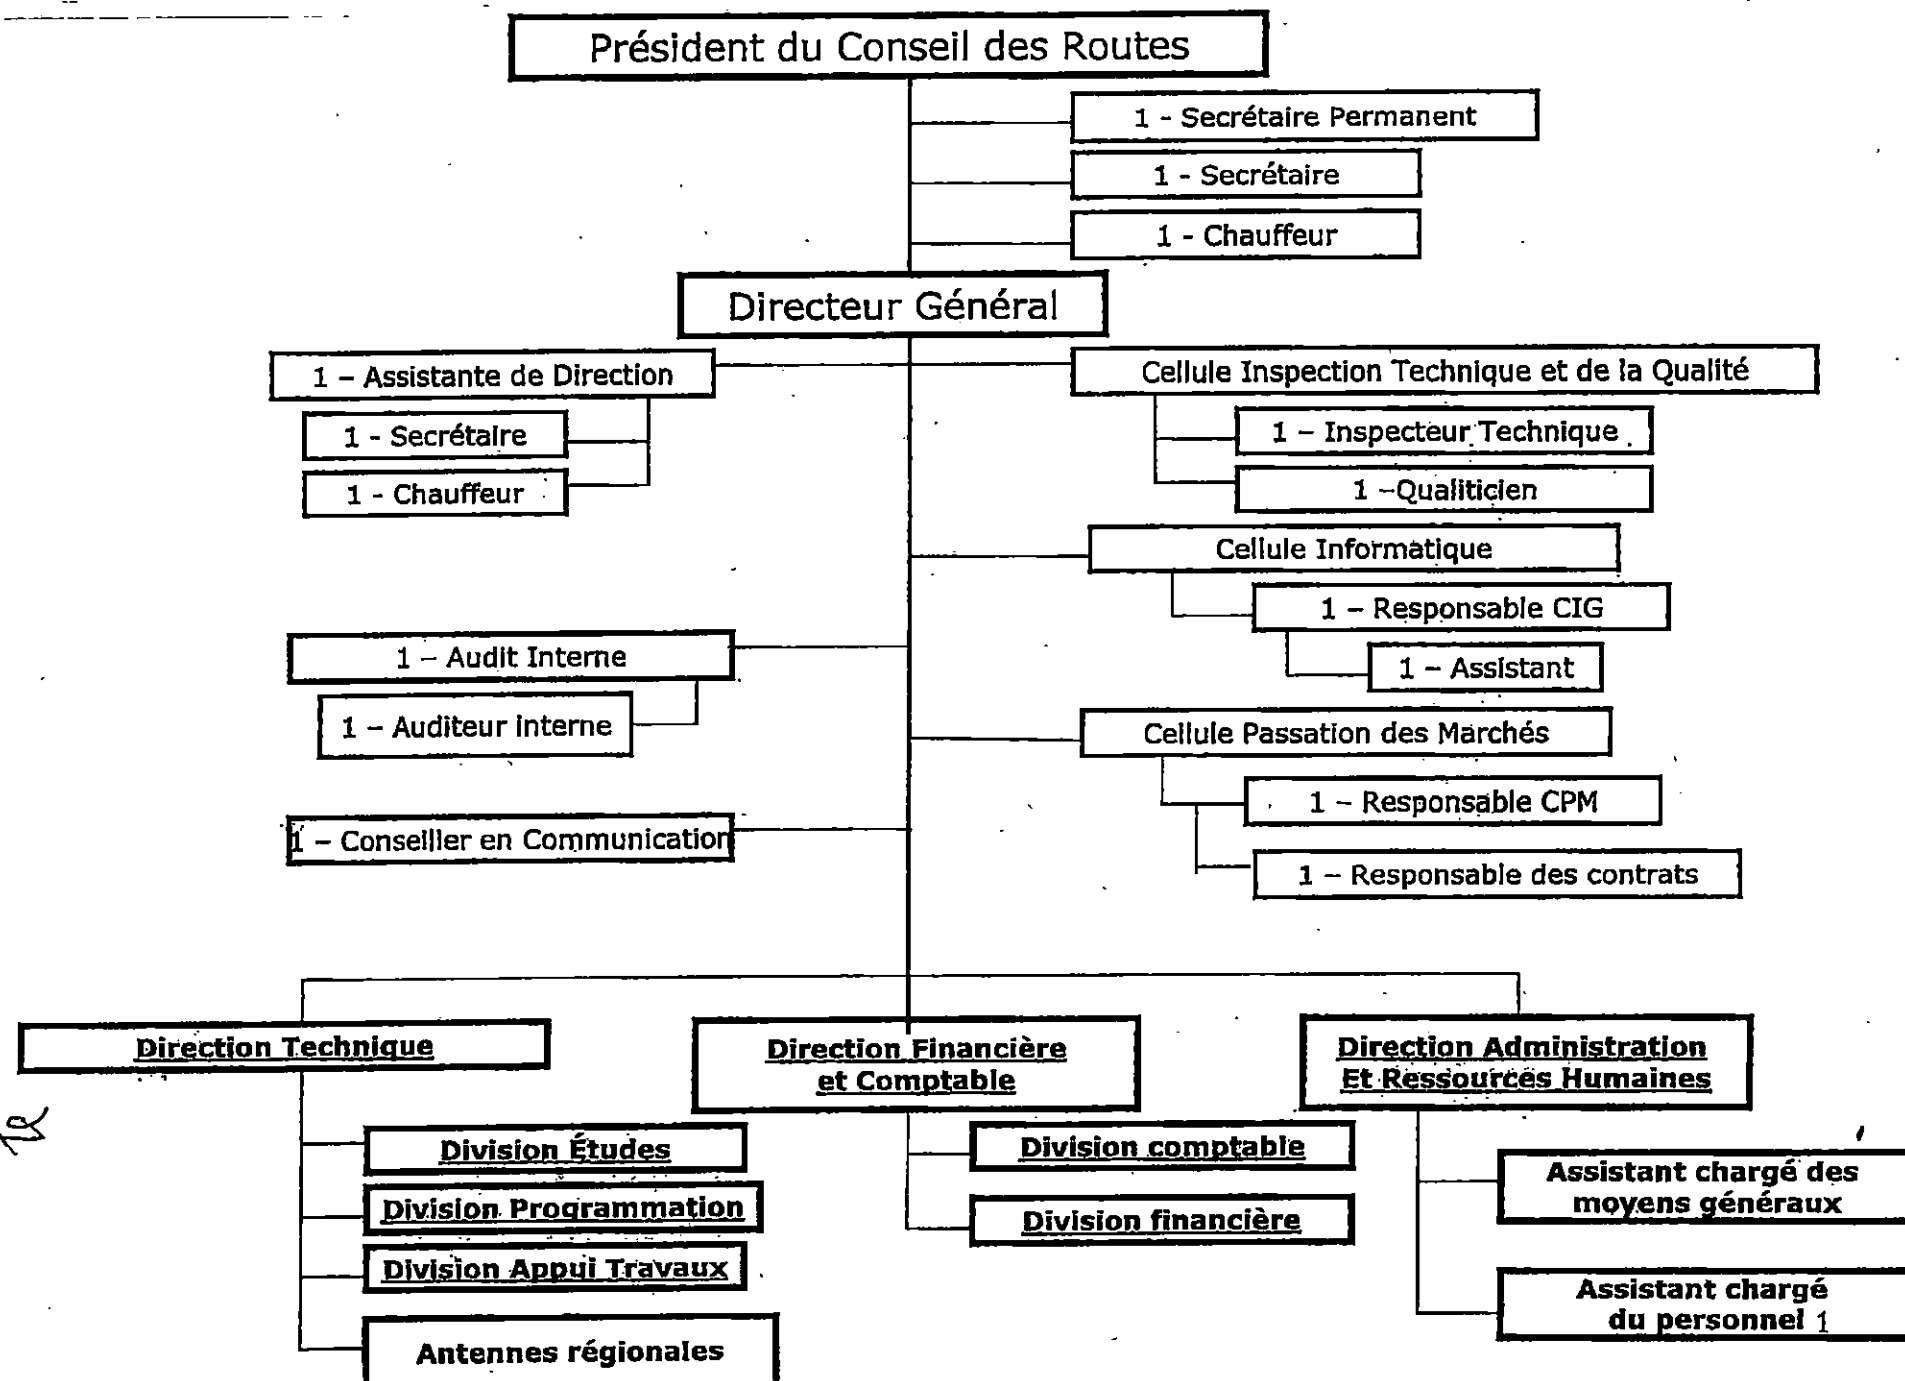 Président du Conseil des Routes
1 - Secrétaire Permanent
1 - Secrétaire
1 - Chauffeur
Directeur Général
1 – Assistante de Direction
1 - Secrétaire
1 - Chauffeur
Cellule Inspection Technique et de la Qualité
1 – Inspecteur Technique
1 –Qualiticien
Cellule Informatique
1 – Responsable CIG
1 – Assistant
1 – Audit Interne
1 – Auditeur interne
Cellule Passation des Marchés
1 – Responsable CPM
1 – Responsable des contrats
1 – Conseiller en Communication
Direction Technique
Division Études
Division Programmation
Division Appui Travaux
Antennes régionales
Direction Financière
et Comptable
Division comptable
Division financière
Direction Administration
Et Ressources Humaines
Assistant chargé des
moyens généraux
Assistant chargé
du personnel 1